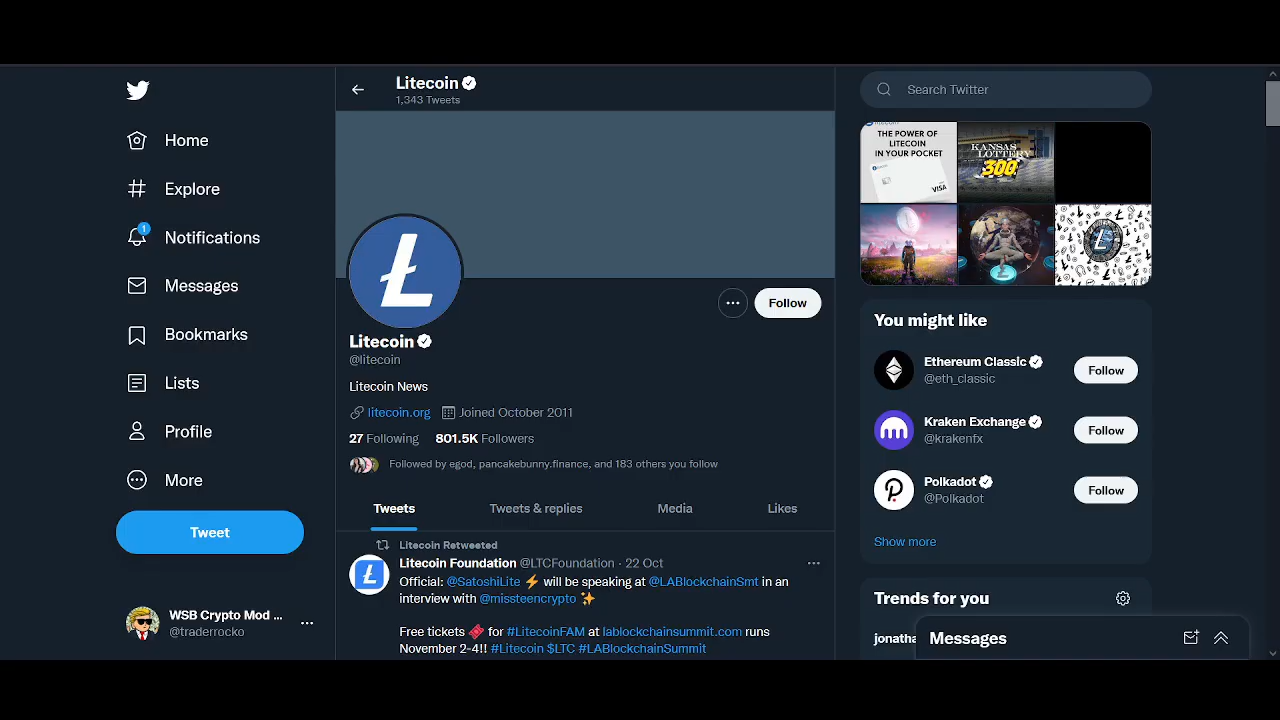 Home
Explore
1
Notifications
Messages
Bookmarks
Lists
Profile
More
Tweet
WSB Crypto Mod ...
@traderrocko
Litecoin
1,343 Tweets
Follow
Litecoin
@litecoin
Litecoin News
litecoin.org Joined October 2011
27 Following 801.5K Followers
Followed by egod, pancakebunny.finance, and 183 others you follow
Tweets Tweets & replies Media Likes
Litecoin Retweeted
Litecoin Foundation @LTCFoundation · 22 Oct
Official: @SatoshiLite ⚡ will be speaking at @LABlockchainSmt in an
interview with @missteencrypto ✨
Free tickets 🎟 for #LitecoinFAM at lablockchainsummit.com runs
November 2-4!! #Litecoin $LTC #LABlockchainSummit
Search Twitter
THE POWER OF
LITECOIN
IN YOUR POCKET
VISA
KANSAS
LOTTERY
300
You might like
Ethereum Classic
@eth_classic
Follow
Kraken Exchange
@krakenfx
Follow
Polkadot
@Polkadot
Follow
Show more
Trends for you
jonatha
Messages